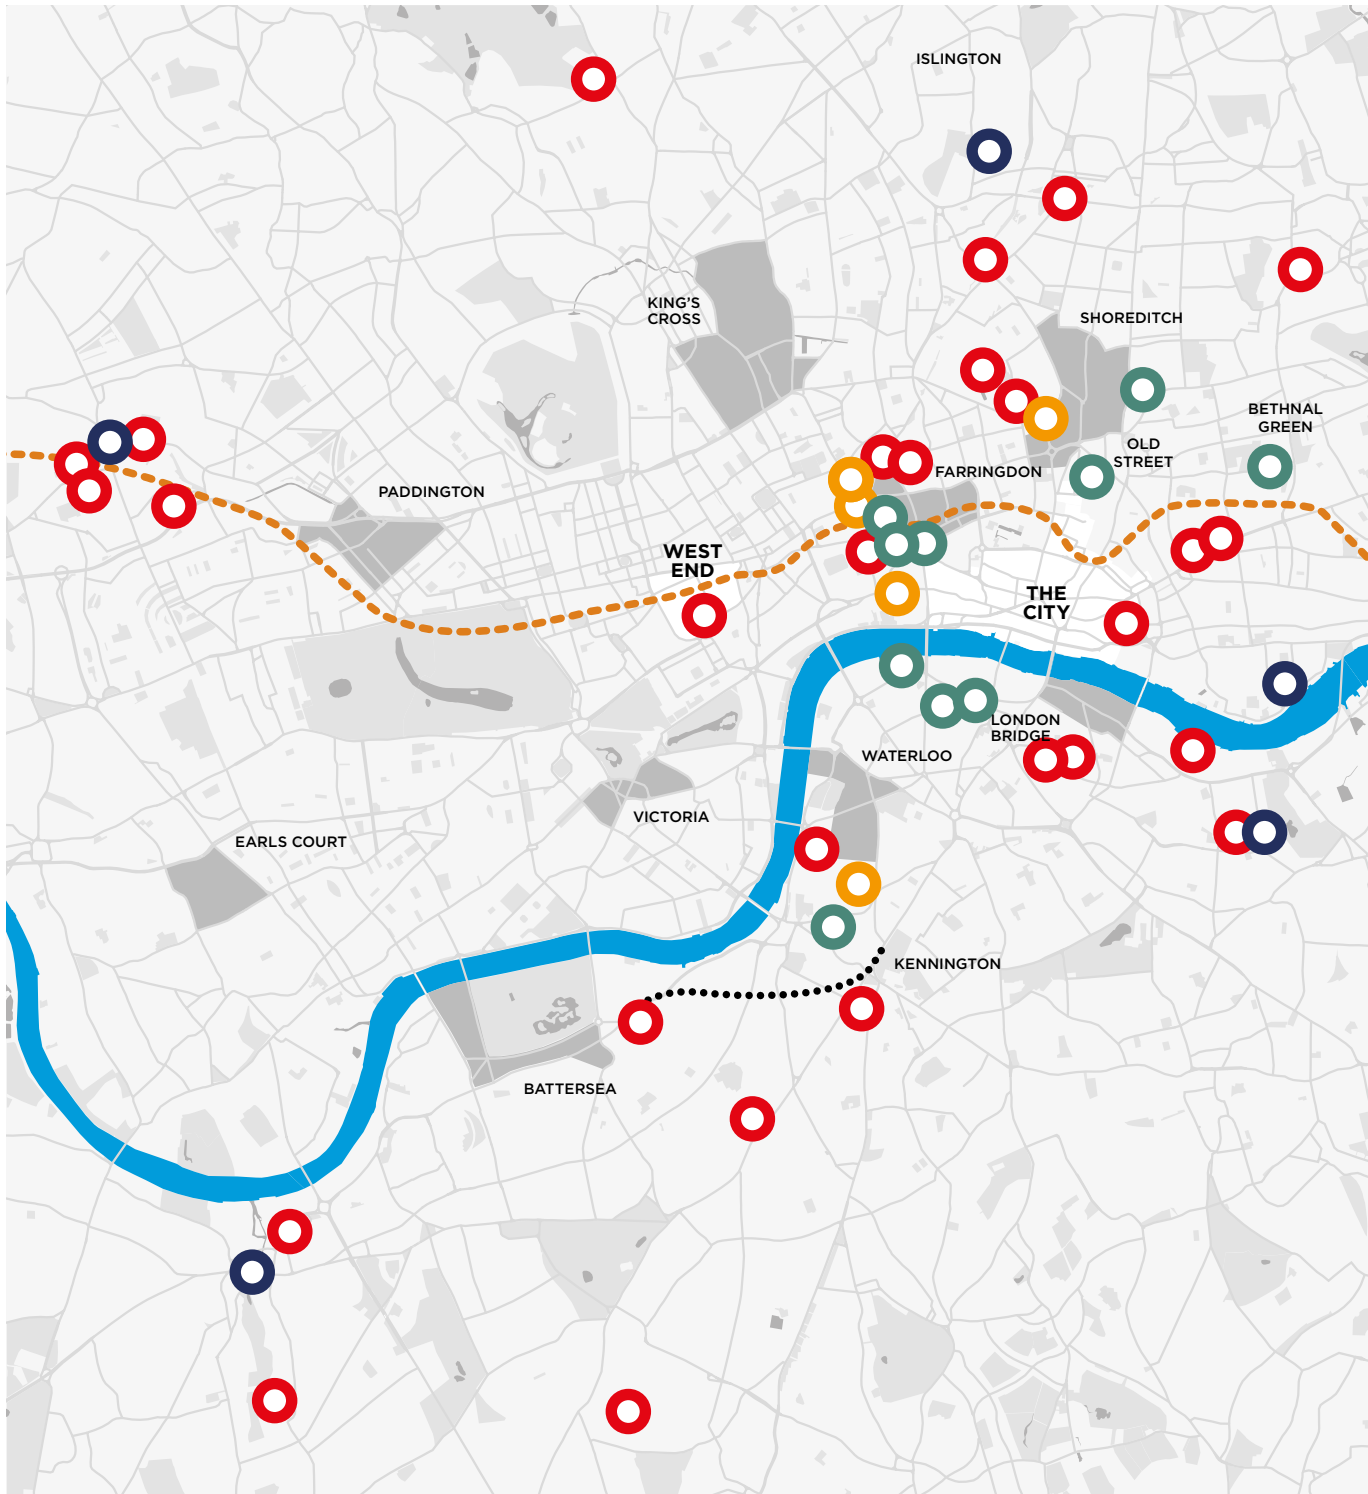 ISLINGTON
KING'S
CROSS
SHOREDITCH
BETHNAL
GREEN
OLD
STREET
FARRINGDON
PADDINGTON
WEST
END
THE
CITY
LONDON
BRIDGE
WATERLOO
VICTORIA
EARLS COURT
KENNINGTON
BATTERSEA